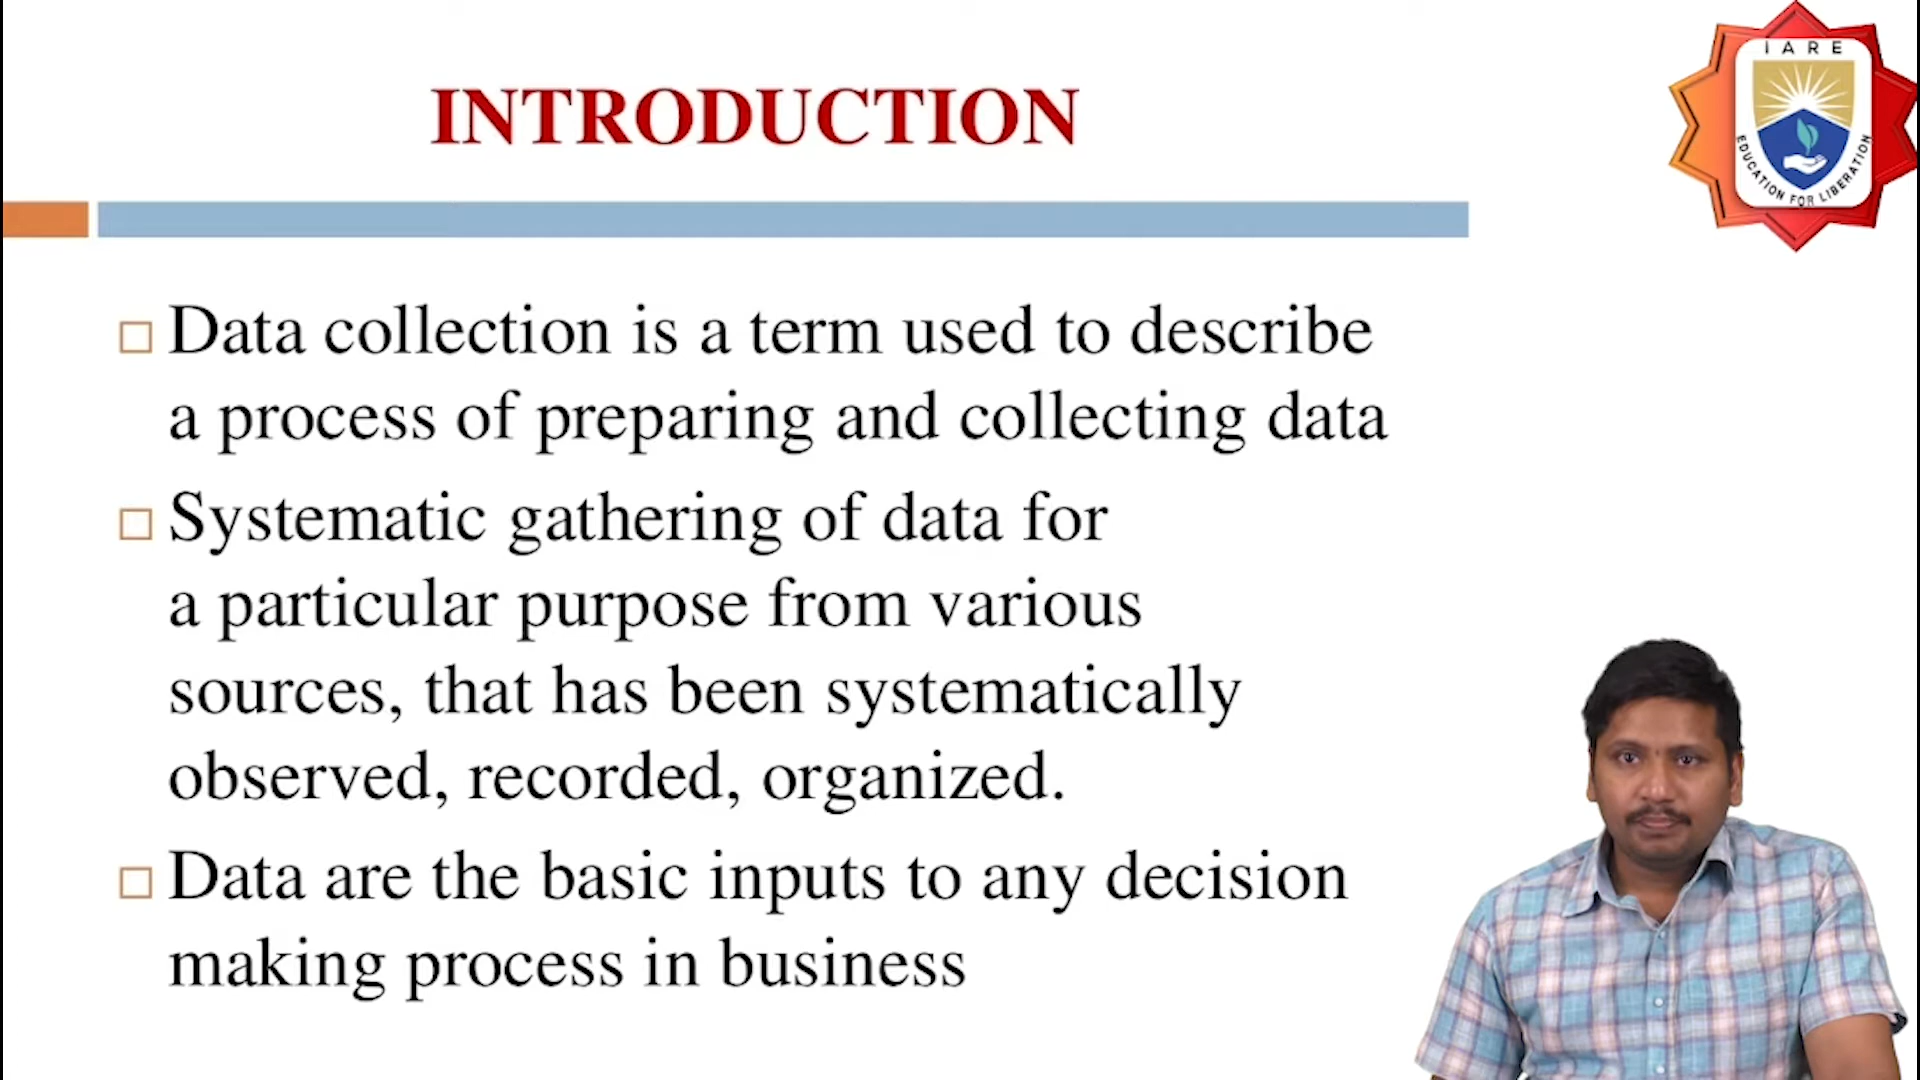 IARE
EDUCATION FOR LIBERATION
INTRODUCTION
Data collection is a term used to describe
a process of preparing and collecting data
Systematic gathering of data for
a particular purpose from various
sources, that has been systematically
observed, recorded, organized.
Data are the basic inputs to any decision
making process in business